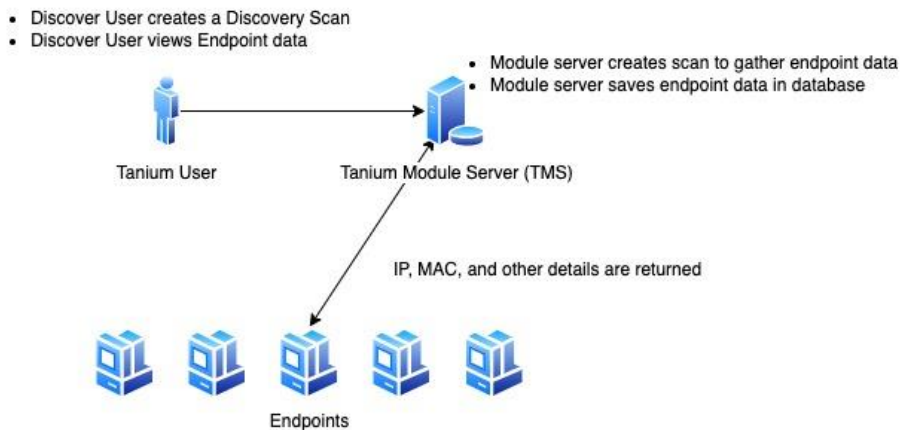 • Discover User creates a Discovery Scan
• Discover User views Endpoint data
• Module server creates scan to gather endpoint data
• Module server saves endpoint data in database
Tanium User
Tanium Module Server (TMS)
IP, MAC, and other details are returned
Endpoints